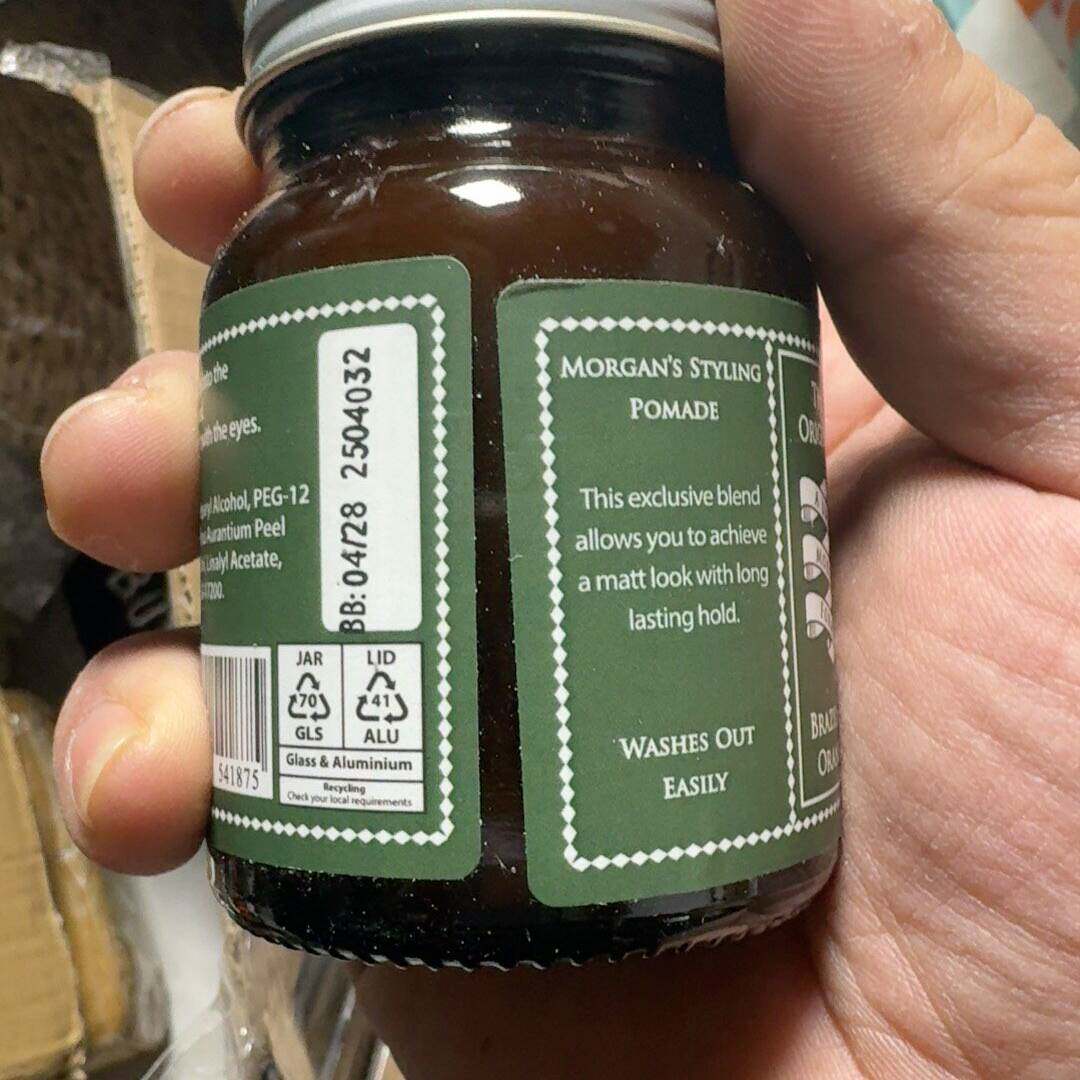 the
the eyes.
Alcohol, PEG-12
Aurantium Peel
Linalyl Acetate,
BB: 04/28 2504032
JAR
70
GLS
LID
41
ALU
Glass & Aluminium
Recycling
Check your local requirements
541875
MORGAN'S STYLING
POMADE
This exclusive blend
allows you to achieve
a matt look with long
lasting hold.
WASHES OUT
EASILY